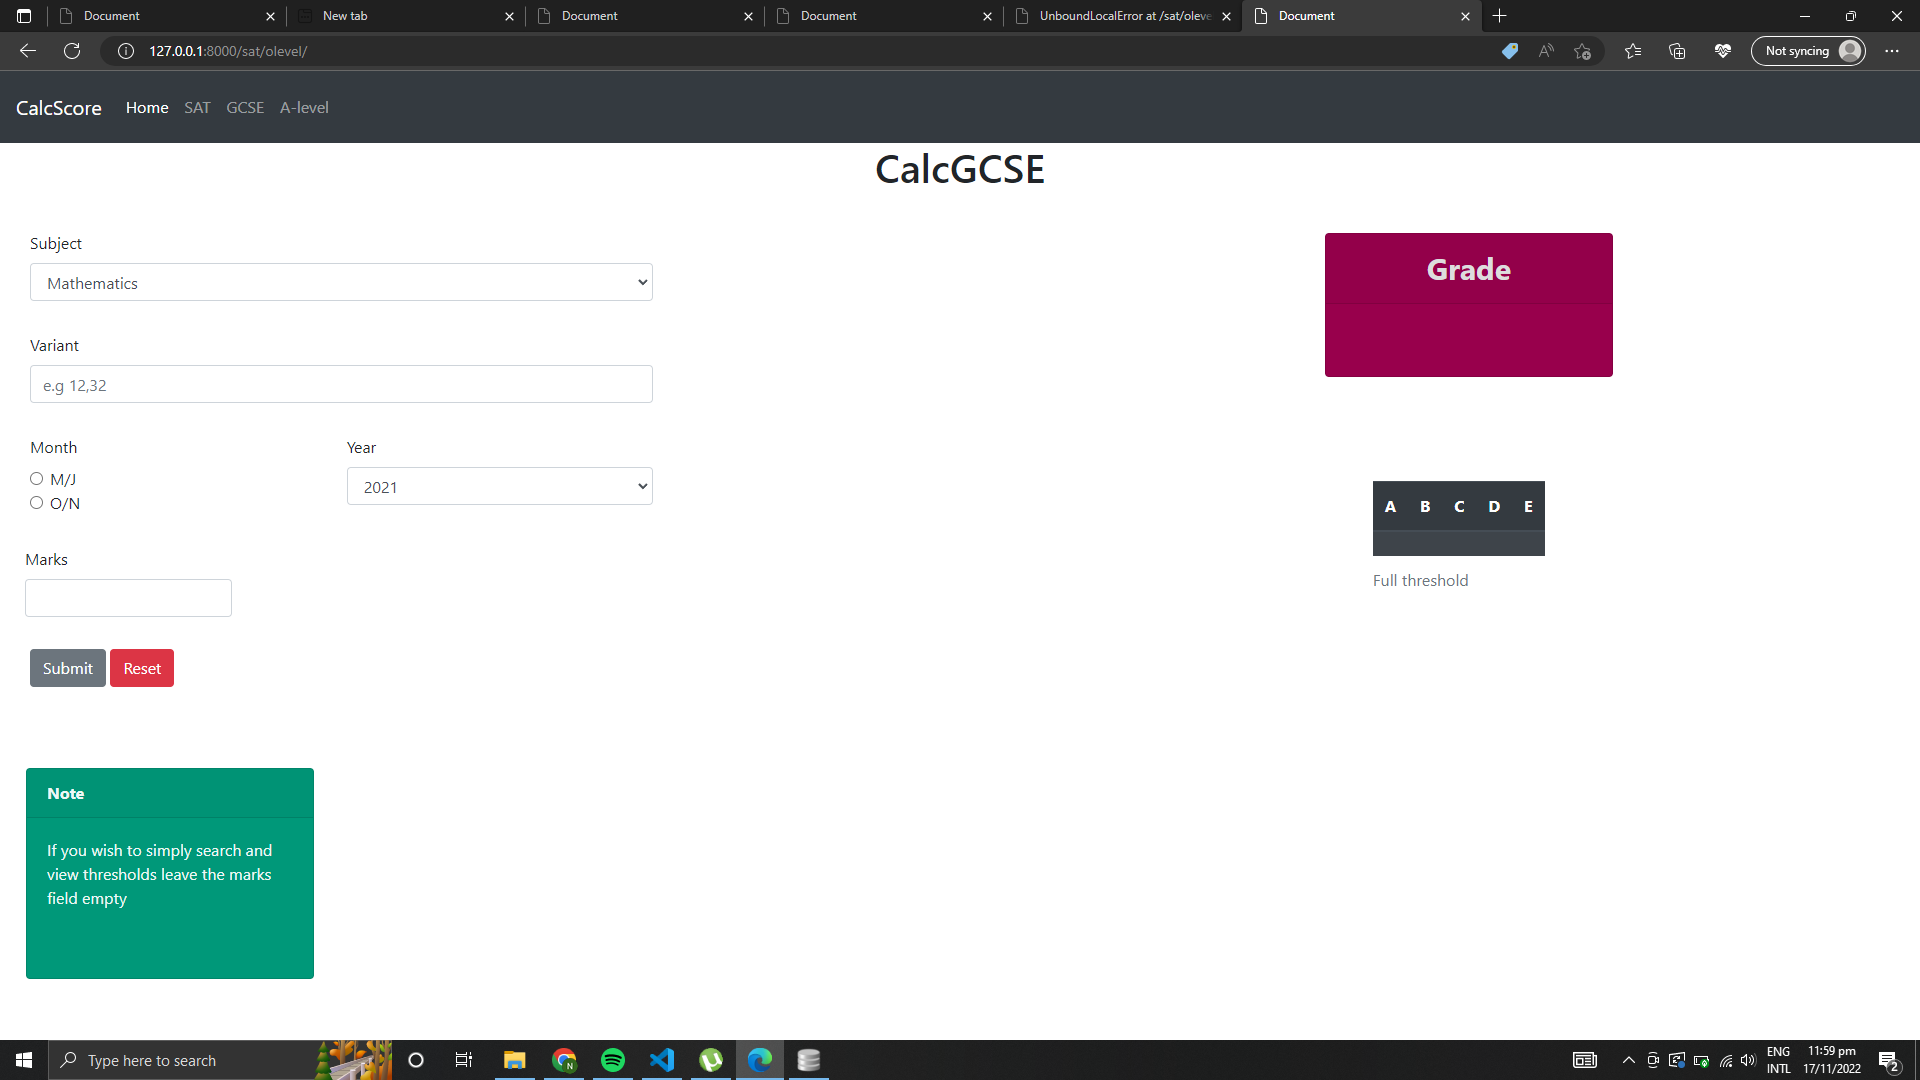 Document
New tab
Document
Document
UnboundLocalError at /sat/oleve
Document
127.0.0.1:8000/sat/olevel/
Not syncing
CalcScore Home SAT GCSE A-level
CalcGCSE
Subject
Mathematics
Variant
e.g 12,32
Month
M/J
O/N
Year
2021
Marks
Submit Reset
Grade
A B C D E
Full threshold
Note
If you wish to simply search and
view thresholds leave the marks
field empty
Type here to search
N
ENG
INTL
11:59 pm
17/11/2022
2